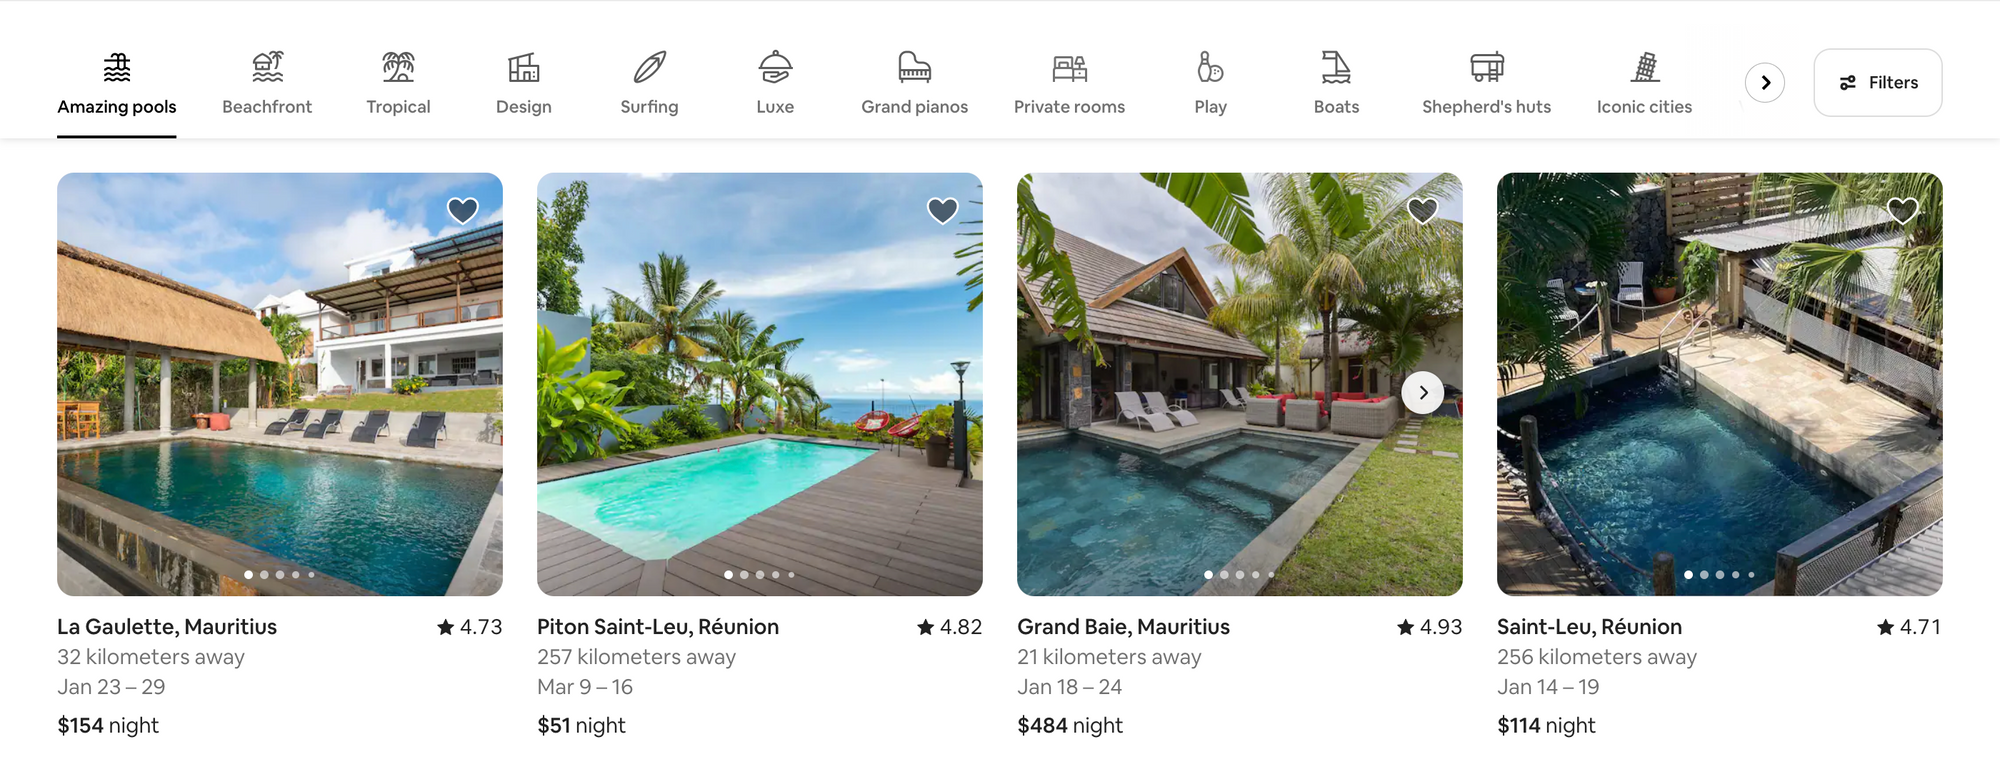 Amazing pools
Beachfront
Tropical
Design
Surfing
Luxe
Grand pianos
Private rooms
Play
Boats
Shepherd's huts
Iconic cities
Filters
La Gaulette, Mauritius ★ 4.73
32 kilometers away
Jan 23 – 29
$154 night
Piton Saint-Leu, Réunion ★ 4.82
257 kilometers away
Mar 9 – 16
$51 night
Grand Baie, Mauritius ★ 4.93
21 kilometers away
Jan 18 – 24
$484 night
Saint-Leu, Réunion ★ 4.71
256 kilometers away
Jan 14 – 19
$114 night